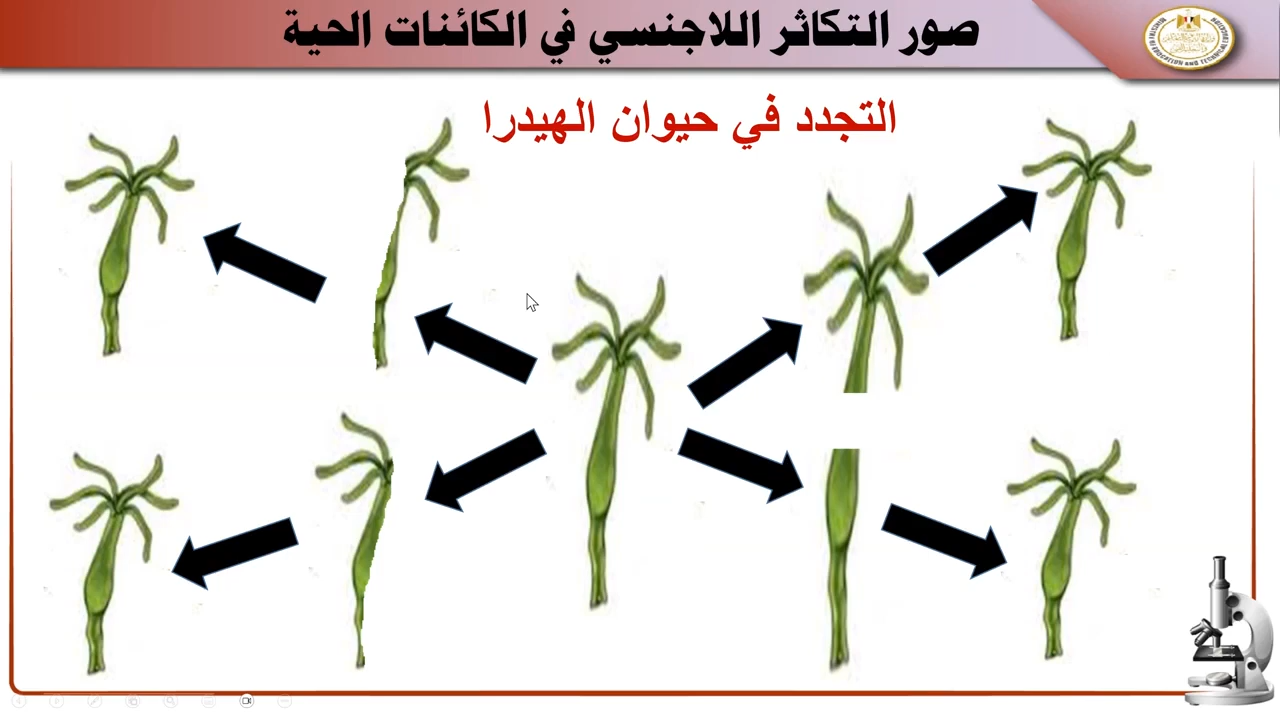 صور التكاثر اللاجنسي في الكائنات الحية
التجدد في حيوان الهيدرا